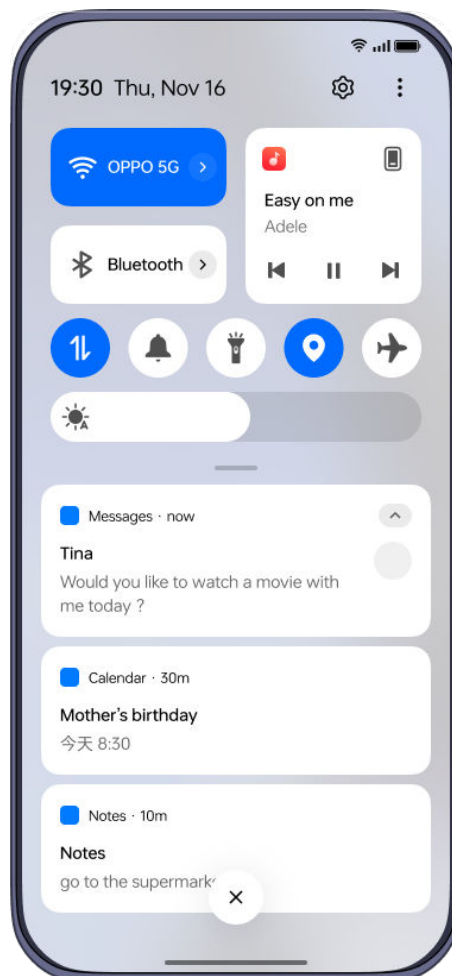 19:30 Thu, Nov 16
OPPO 5G
Easy on me
Adele
Bluetooth
Messages · now
Tina
Would you like to watch a movie with
me today ?
Calendar · 30m
Mother's birthday
今天 8:30
Notes · 10m
Notes
go to the